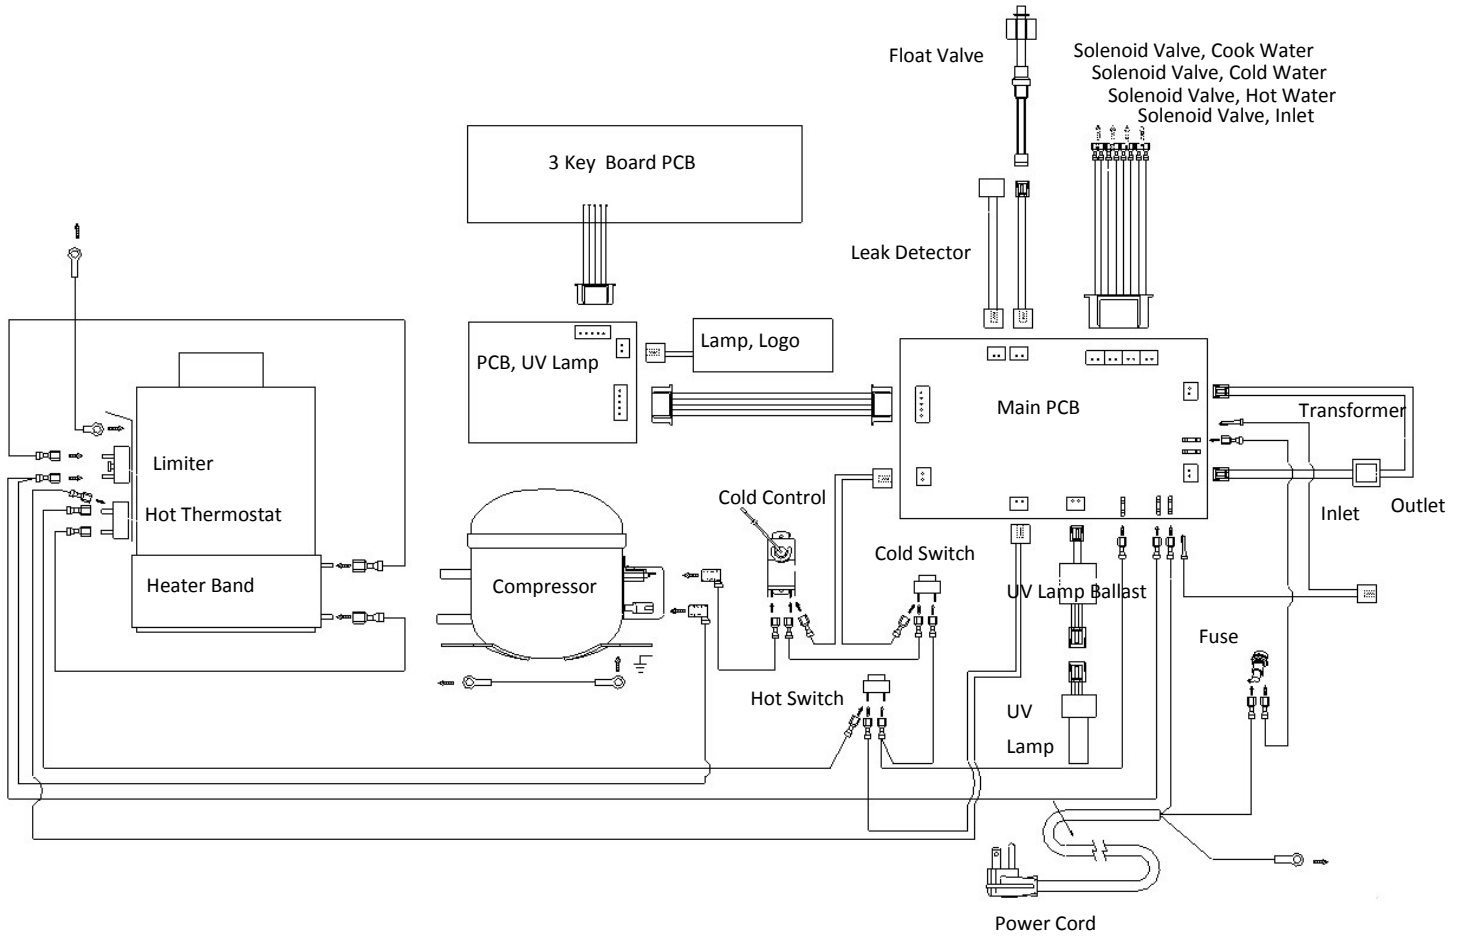 Float Valve
Solenoid Valve, Cook Water
Solenoid Valve, Cold Water
Solenoid Valve, Hot Water
Solenoid Valve, Inlet
3 Key Board PCB
Leak Detector
PCB, UV Lamp
Lamp, Logo
Main PCB
Transformer
Limiter
Cold Control
Hot Thermostat
Inlet
Outlet
Cold Switch
Heater Band
Compressor
UV Lamp Ballast
Fuse
Hot Switch
UV
Lamp
Power Cord